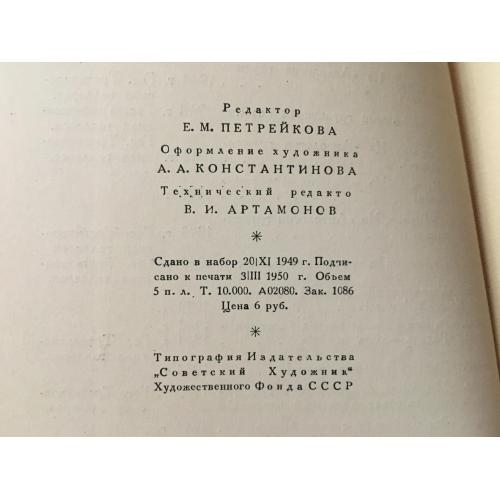 Редактор
Е. М. ПЕТРЕЙКОВА
Оформление художника
А. А. КОНСТАНТИНОВА
Технический редакто
В. И. АРТАМОНОВ
*
Сдано в набор 20|XI 1949 г. Подпи-
сано к печати 3|III 1950 г. Объем
5 п. л. Т. 10.000. А02080. Зак. 1086
Цена 6 руб.
*
Типография Издательства
„Советский Художник"
Художественного Фонда СССР